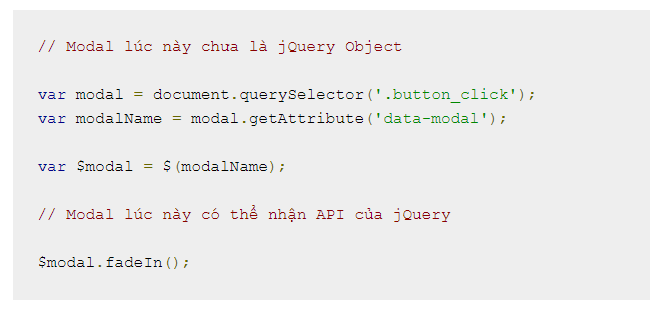 // Modal lúc này chưa là jQuery Object
var modal = document.querySelector('.button_click');
var modalName = modal.getAttribute('data-modal');
var $modal = $(modalName);
// Modal lúc này có thể nhận API của jQuery
$modal.fadeIn();